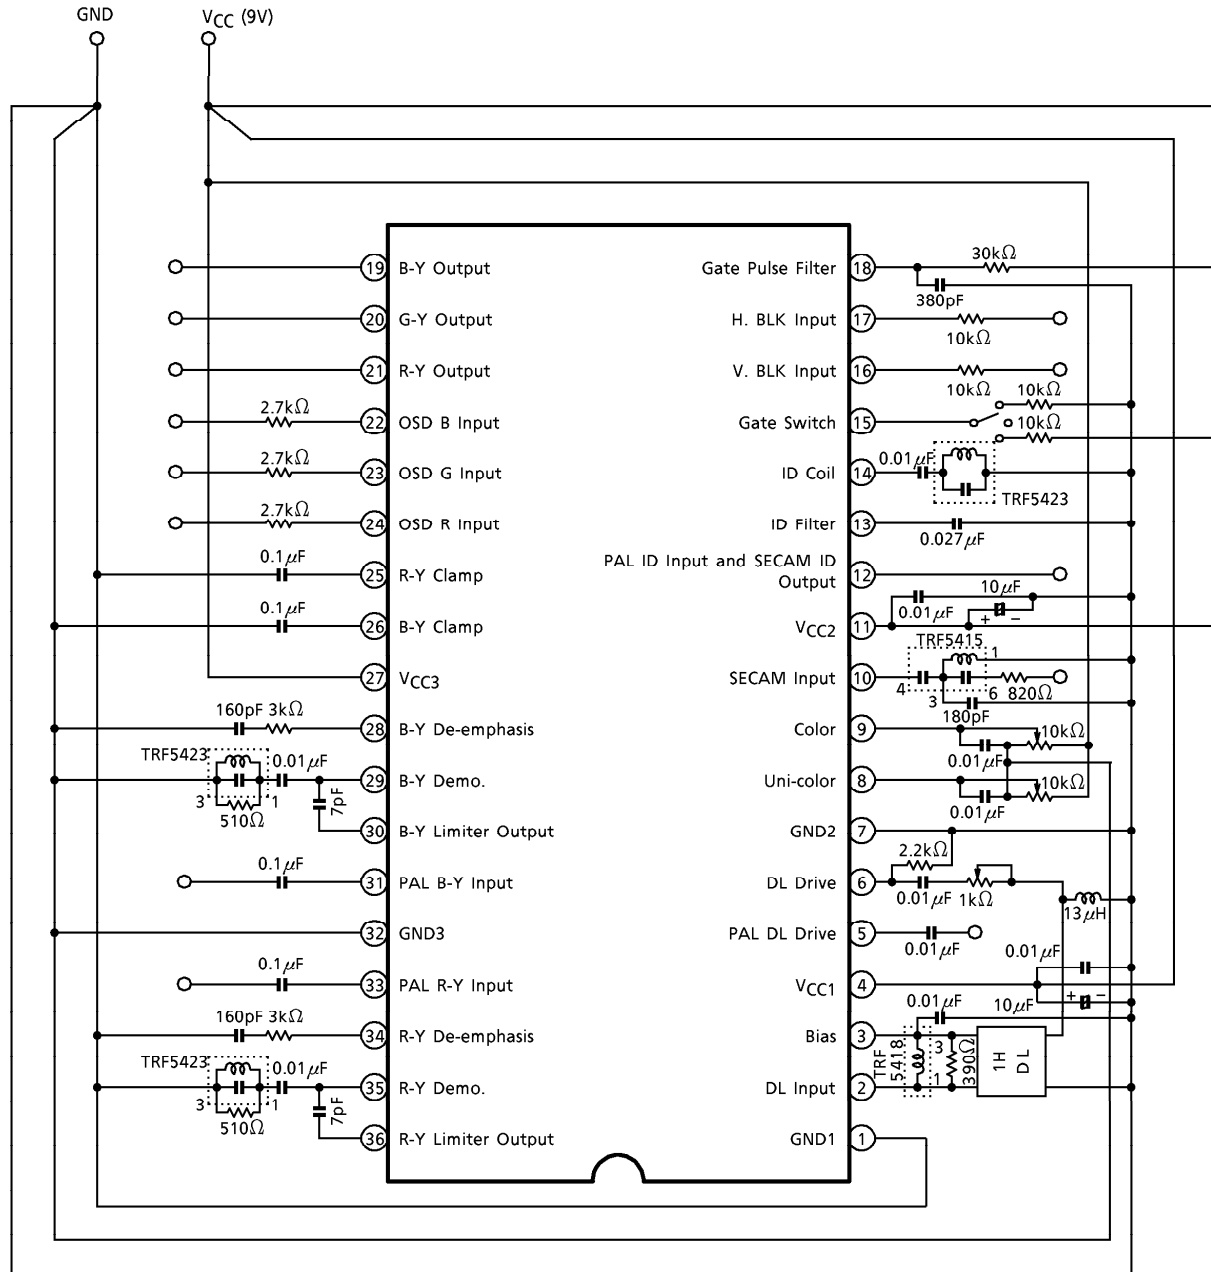 GND
VCC (9V)
19 B-Y Output
20 G-Y Output
21 R-Y Output
2.7kΩ
22 OSD B Input
2.7kΩ
23 OSD G Input
2.7kΩ
24 OSD R Input
0.1μF
25 R-Y Clamp
0.1μF
26 B-Y Clamp
27 VCC3
160pF 3kΩ
28 B-Y De-emphasis
TRF5423
0.01μF
29 B-Y Demo.
3
1
510Ω
7pF
30 B-Y Limiter Output
0.1μF
31 PAL B-Y Input
32 GND3
0.1μF
33 PAL R-Y Input
160pF 3kΩ
34 R-Y De-emphasis
TRF5423
0.01μF
35 R-Y Demo.
3
1
510Ω
7pF
36 R-Y Limiter Output
Gate Pulse Filter 18
30kΩ
380pF
H. BLK Input 17
10kΩ
V. BLK Input 16
10kΩ
10kΩ
Gate Switch 15
10kΩ
ID Coil 14
0.01μF
TRF5423
ID Filter 13
0.027μF
PAL ID Input and SECAM ID
Output 12
10μF
0.01μF
+ −
VCC2 11
TRF5415
1
SECAM Input 10
4
3
6 820Ω
180pF
Color 9
10kΩ
0.01μF
Uni-color 8
10kΩ
0.01μF
GND2 7
2.2kΩ
DL Drive 6
0.01μF
1kΩ
13μH
PAL DL Drive 5
0.01μF
0.01μF
VCC1 4
10μF
+ −
0.01μF
Bias 3
TRF
5418
3
1
390Ω
1H
DL
DL Input 2
GND1 1